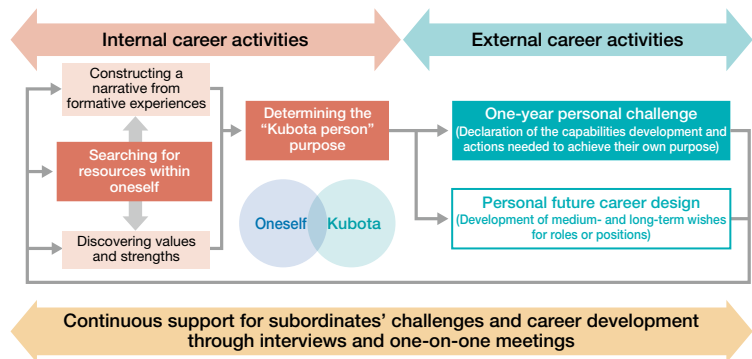 Internal career activities
External career activities
Constructing a
narrative from
formative experiences
Searching for
resources within
oneself
Discovering values
and strengths
Determining the
“Kubota person”
purpose
Oneself
Kubota
One-year personal challenge
(Declaration of the capabilities development and
actions needed to achieve their own purpose)
Personal future career design
(Development of medium- and long-term wishes
for roles or positions)
Continuous support for subordinates’ challenges and career development
through interviews and one-on-one meetings